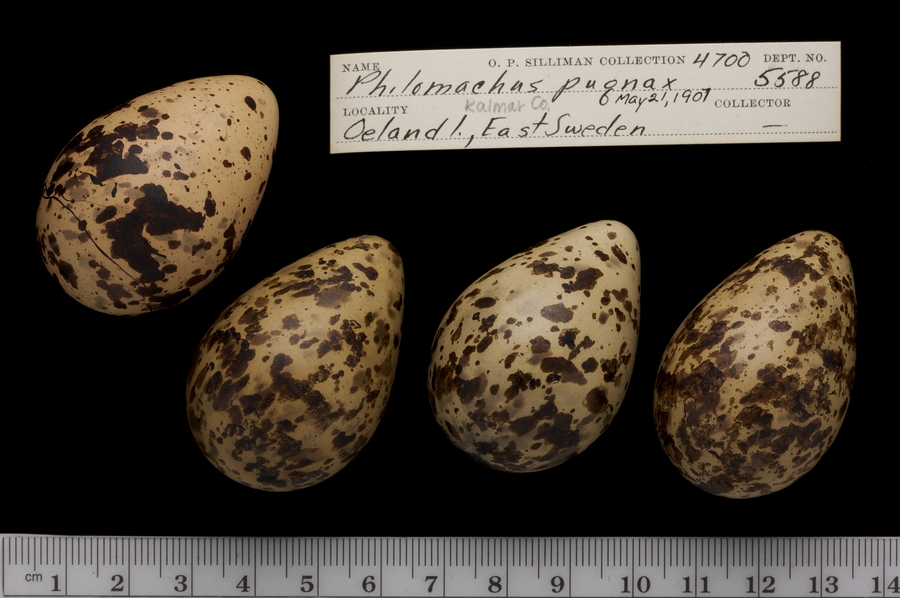 NAME O. P. SILLIMAN COLLECTION 4700 DEPT. NO.
Philomachus pugnax 5588
LOCALITY Kalmar Co. 6 May 21, 1907 COLLECTOR
Oeland I., East Sweden —
cm 1 2 3 4 5 6 7 8 9 10 11 12 13 14